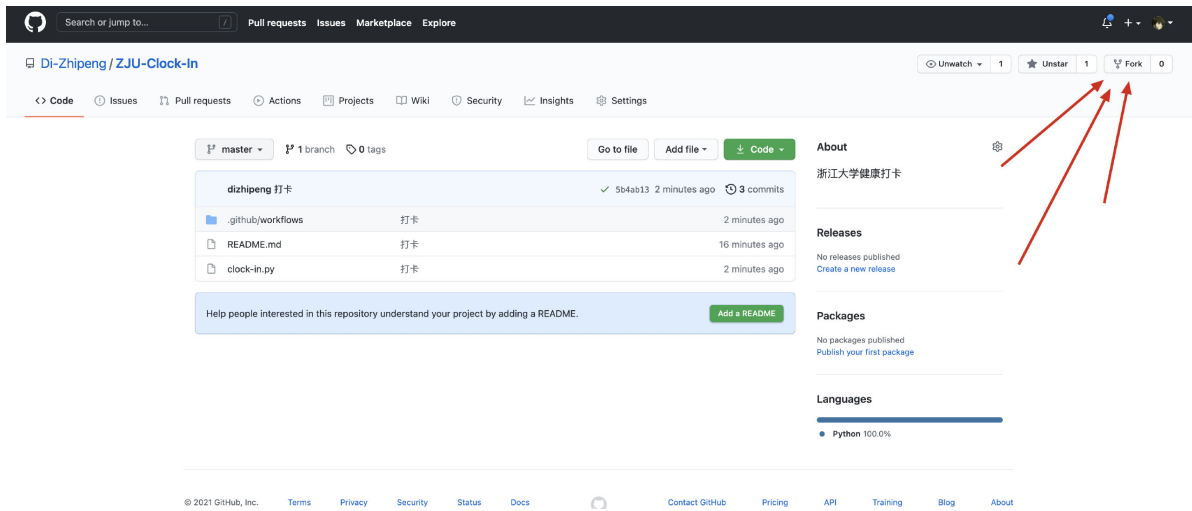 Search or jump to... / Pull requests Issues Marketplace Explore
Di-Zhipeng / ZJU-Clock-In Unwatch 1 Unstar 1 Fork 0
Code Issues Pull requests Actions Projects Wiki Security Insights Settings
master 1 branch 0 tags Go to file Add file Code
dizhipeng 打卡 5b4ab13 2 minutes ago 3 commits
.github/workflows 打卡 2 minutes ago
README.md 打卡 16 minutes ago
clock-in.py 打卡 2 minutes ago
Help people interested in this repository understand your project by adding a README. Add a README
About
浙江大学健康打卡
Releases
No releases published
Create a new release
Packages
No packages published
Publish your first package
Languages
Python 100.0%
© 2021 GitHub, Inc. Terms Privacy Security Status Docs Contact GitHub Pricing API Training Blog About